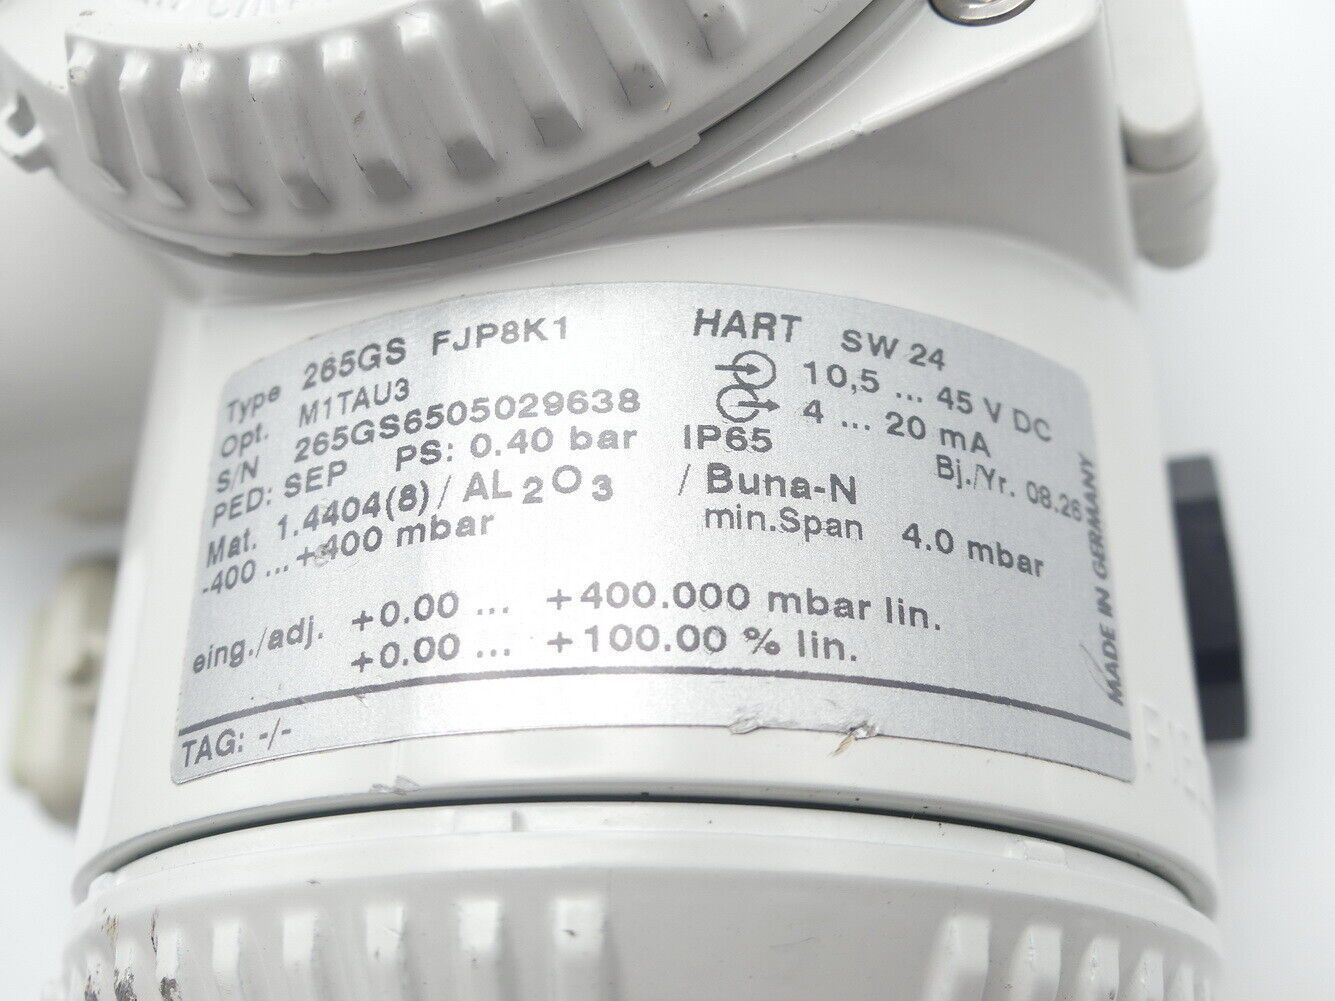 Type 265GS FJP8K1 HART SW 24
Opt. M1TAU3 10,5 ... 45 V DC
S/N 265GS6505029638 4 ... 20 mA
PED: SEP PS: 0.40 bar IP65 Bj./Yr. 08.26
Mat. 1.4404(8) / AL2O3 / Buna-N
-400 ... +400 mbar min.Span 4.0 mbar
eing./adj. +0.00 ... +400.000 mbar lin.
+0.00 ... +100.00 % lin.
TAG: -/-
MADE IN GERMANY